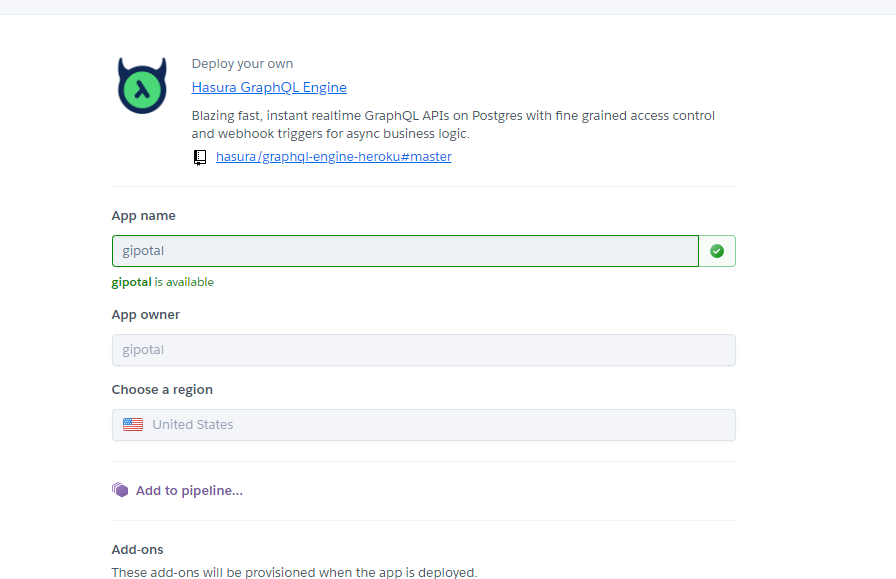 Deploy your own
Hasura GraphQL Engine
Blazing fast, instant realtime GraphQL APIs on Postgres with fine grained access control
and webhook triggers for async business logic.
hasura/graphql-engine-heroku#master
App name
gipotal
gipotal is available
App owner
gipotal
Choose a region
United States
Add to pipeline...
Add-ons
These add-ons will be provisioned when the app is deployed.